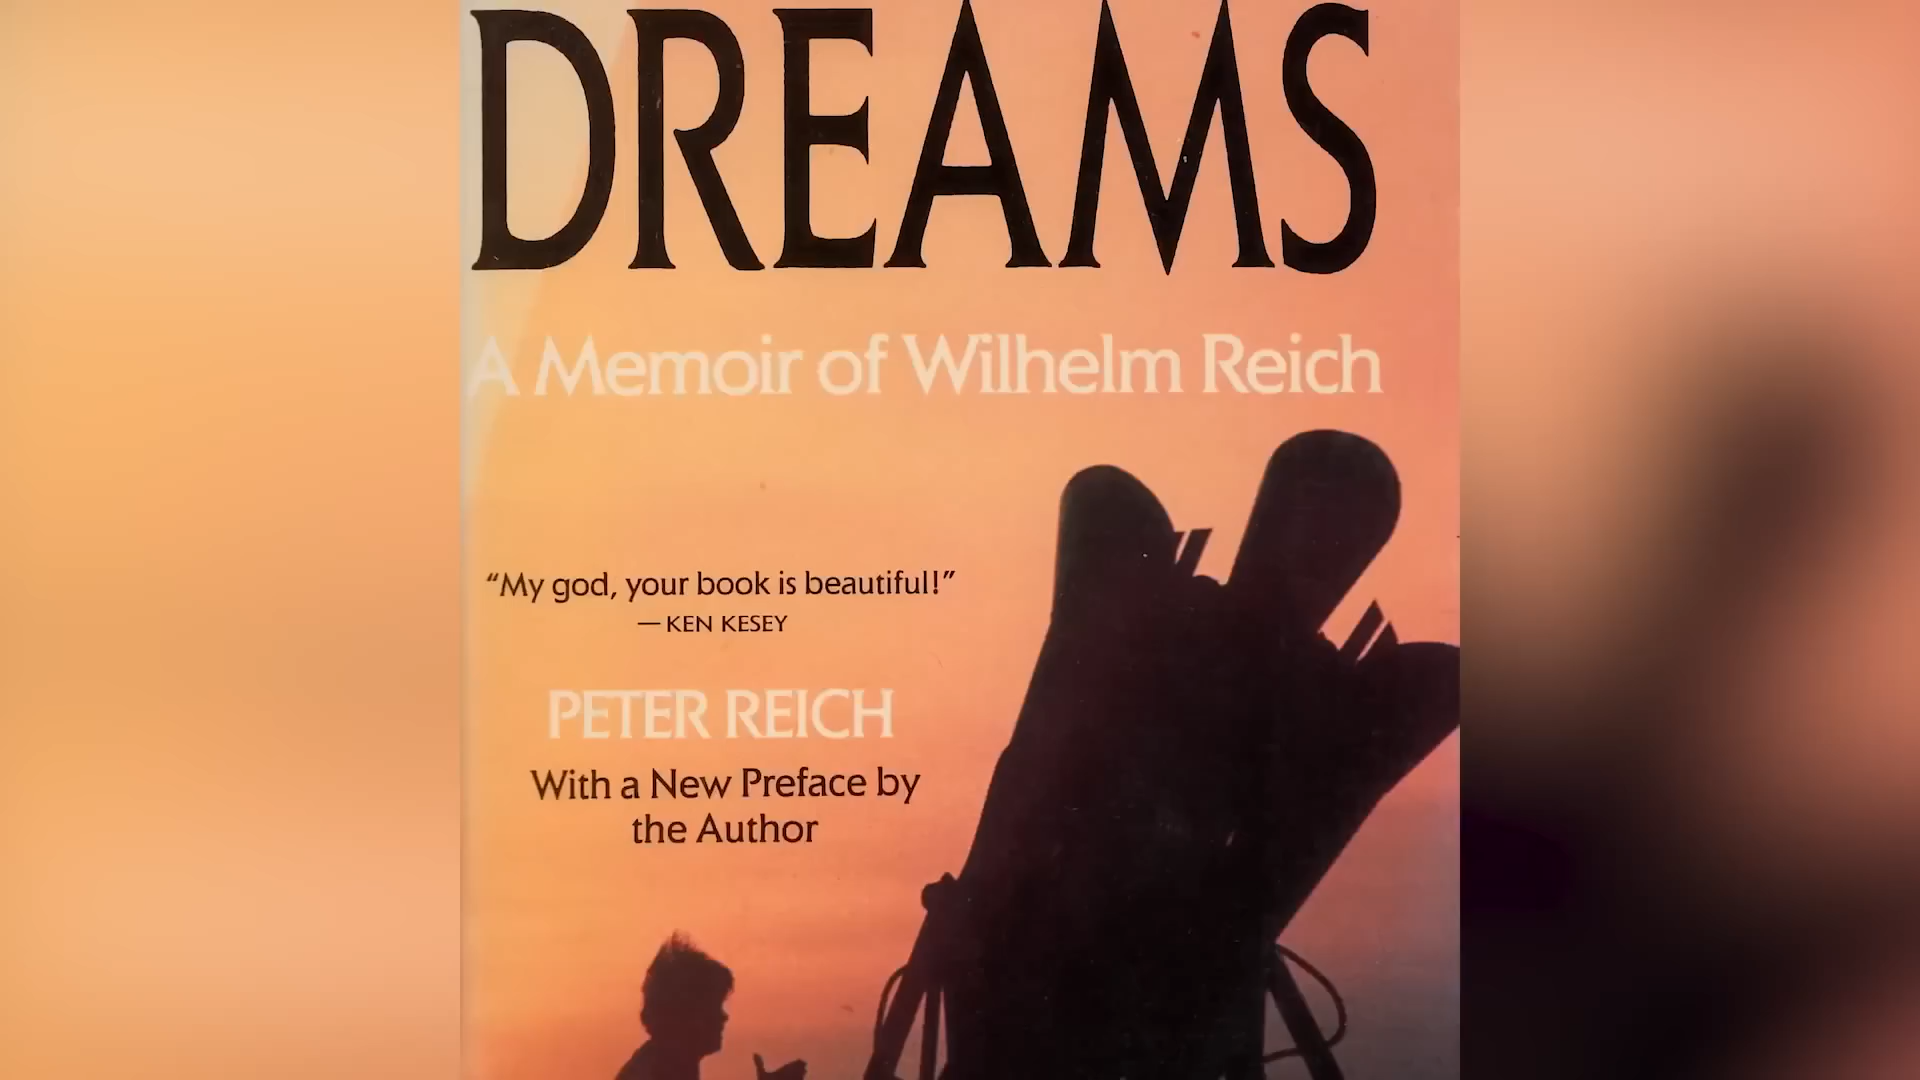 DREAMS
A Memoir of Wilhelm Reich
“My god, your book is beautiful!”
— KEN KESEY
PETER REICH
With a New Preface by
the Author